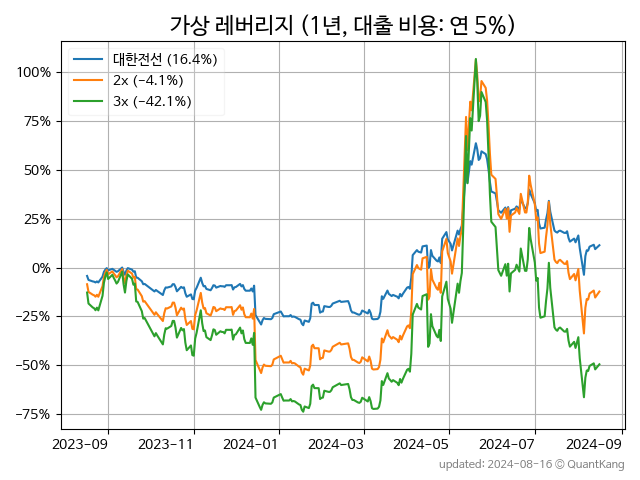 가상 레버리지 (1년, 대출 비용: 연 5%)
대한전선 (16.4%)
2x (−4.1%)
3x (−42.1%)
100%
75%
50%
25%
0%
−25%
−50%
−75%
2023-09 2023-11 2024-01 2024-03 2024-05 2024-07 2024-09
updated: 2024-08-16 © QuantKang